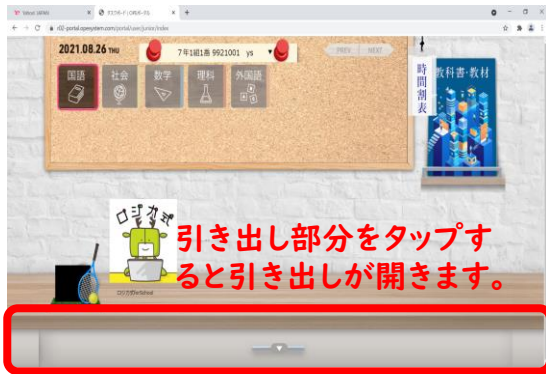 Yahoo! JAPAN
r02-portal.openystem.com/portal/user/junior/index
2021.08.26 THU
7年1組1番 9921001 ys
PREV
NEXT
国語
社会
数学
理科
外国語
時間割表
教科書・教材
ロジカ式
引き出し部分をタップす
ると引き出しが開きます。